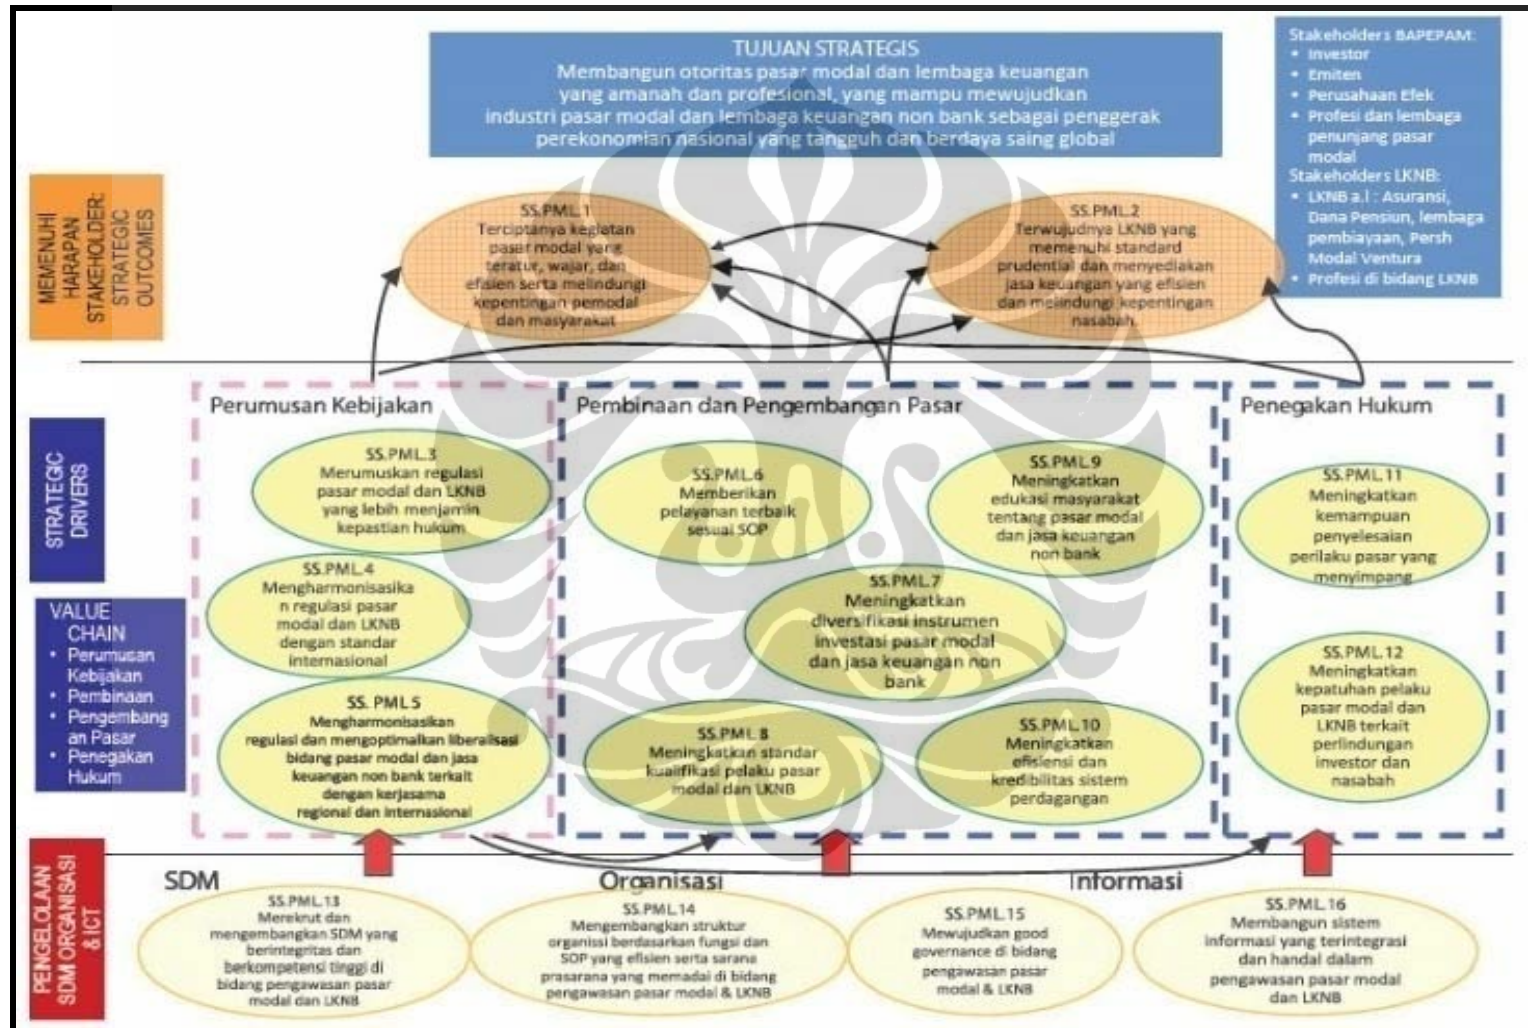 TUJUAN STRATEGIS
Membangun otoritas pasar modal dan lembaga keuangan
yang amanah dan profesional, yang mampu mewujudkan
industri pasar modal dan lembaga keuangan non bank sebagai penggerak
perekonomian nasional yang tangguh dan berdaya saing global
Stakeholders BAPEPAM:
• Investor
• Emiten
• Perusahaan Efek
• Profesi dan lembaga
penunjang pasar
modal
Stakeholders LKNB:
• LKNB a.l : Asuransi,
Dana Pensiun, lembaga
pembiayaan, Persh
Modal Ventura
• Profesi di bidang LKNB
MEMENUHI
HARAPAN
STAKEHOLDER:
STRATEGIC
OUTCOMES
SS.PML.1
Terciptanya kegiatan
pasar modal yang
teratur, wajar, dan
efisien serta melindungi
kepentingan pemodal
dan masyarakat
SS.PML.2
Terwujudnya LKNB yang
memenuhi standard
prudential dan menyediakan
jasa keuangan yang efisien
dan melindungi kepentingan
nasabah
STRATEGIC
DRIVERS
VALUE
CHAIN
• Perumusan
Kebijakan
• Pembinaan
• Pengembang
an Pasar
• Penegakan
Hukum
Perumusan Kebijakan
SS.PML.3
Merumuskan regulasi
pasar modal dan LKNB
yang lebih menjamin
kepastian hukum
SS.PML.4
Mengharmonisasika
n regulasi pasar
modal dan LKNB
dengan standar
internasional
SS. PML5
Mengharmonisasikan
regulasi dan mengoptimalkan liberalisasi
bidang pasar modal dan jasa
keuangan non bank terkait
dengan kerjasama
regional dan internasional
Pembinaan dan Pengembangan Pasar
SS.PML.6
Memberikan
pelayanan terbaik
sesuai SOP
SS.PML.9
Meningkatkan
edukasi masyarakat
tentang pasar modal
dan jasa keuangan
non bank
SS.PML.7
Meningkatkan
diversifikasi instrumen
investasi pasar modal
dan jasa keuangan non
bank
SS.PML.8
Meningkatkan standar
kualifikasi pelaku pasar
modal dan LKNB
SS.PML.10
Meningkatkan
efisiensi dan
kredibilitas sistem
perdagangan
Penegakan Hukum
SS.PML.11
Meningkatkan
kemampuan
penyelesaian
perilaku pasar yang
menyimpang
SS.PML.12
Meningkatkan
kepatuhan pelaku
pasar modal dan
LKNB terkait
perlindungan
investor dan
nasabah
PENGELOLAAN
SDM ORGANISASI
& ICT
SDM
Organisasi
Informasi
SS.PML.13
Merekrut dan
mengembangkan SDM yang
berintegritas dan
berkompetensi tinggi di
bidang pengawasan pasar
modal dan LKNB
SS.PML.14
Mengembangkan struktur
organissi berdasarkan fungsi dan
SOP yang efisien serta sarana
prasarana yang memadai di bidang
pengawasan pasar modal & LKNB
SS.PML.15
Mewujudkan good
governance di bidang
pengawasan pasar
modal & LKNB
SS.PML.16
Membangun sistem
informasi yang terintegrasi
dan handal dalam
pengawasan pasar modal
dan LKNB